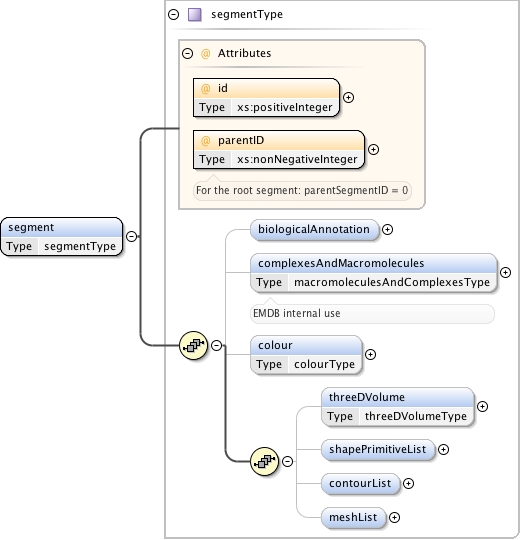 segmentType
@ Attributes
@ id
Type xs:positiveInteger
@ parentID
Type xs:nonNegativeInteger
For the root segment: parentSegmentID = 0
segment
Type segmentType
biologicalAnnotation
complexesAndMacromolecules
Type macromoleculesAndComplexesType
EMDB internal use
colour
Type colourType
threeDVolume
Type threeDVolumeType
shapePrimitiveList
contourList
meshList